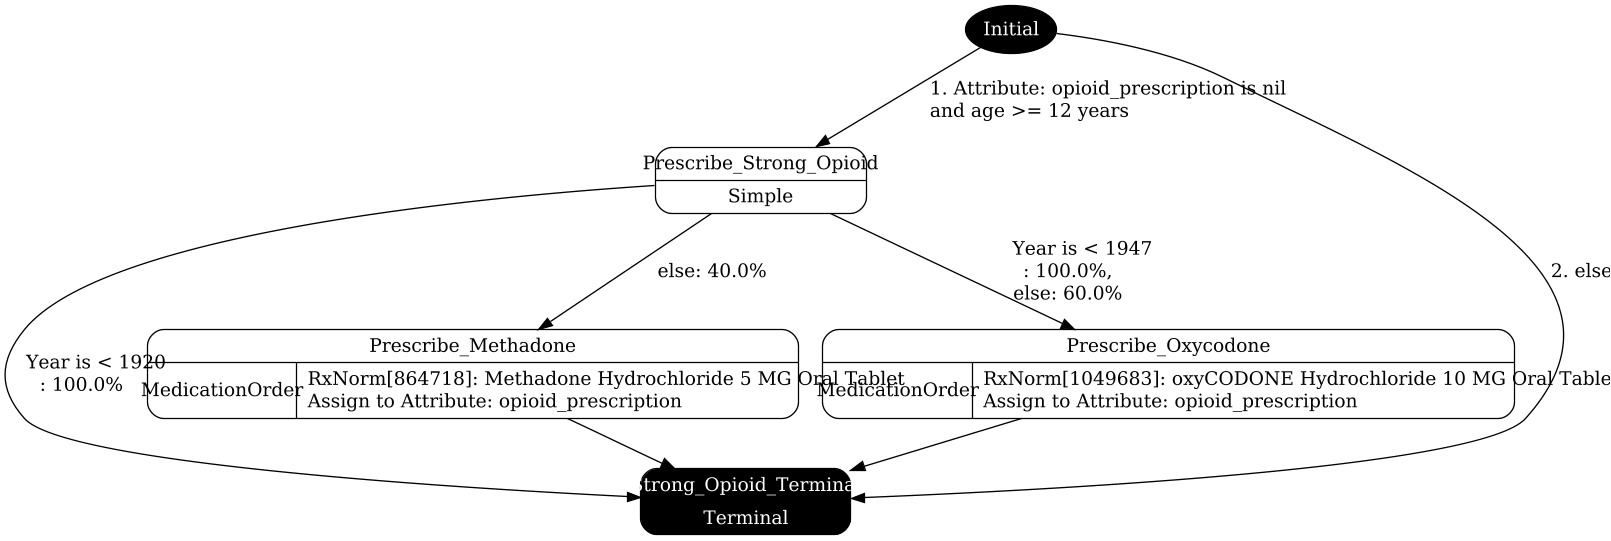 Initial
1. Attribute: opioid_prescription is nil
and age >= 12 years
Prescribe_Strong_Opioid
Simple
Year is < 1947
: 100.0%,
else: 60.0%
else: 40.0%
2. else
Year is < 1920
: 100.0%
Prescribe_Methadone
MedicationOrder
RxNorm[864718]: Methadone Hydrochloride 5 MG Oral Tablet
Assign to Attribute: opioid_prescription
Prescribe_Oxycodone
MedicationOrder
RxNorm[1049683]: oxyCODONE Hydrochloride 10 MG Oral Table
Assign to Attribute: opioid_prescription
Strong_Opioid_Termina
Terminal